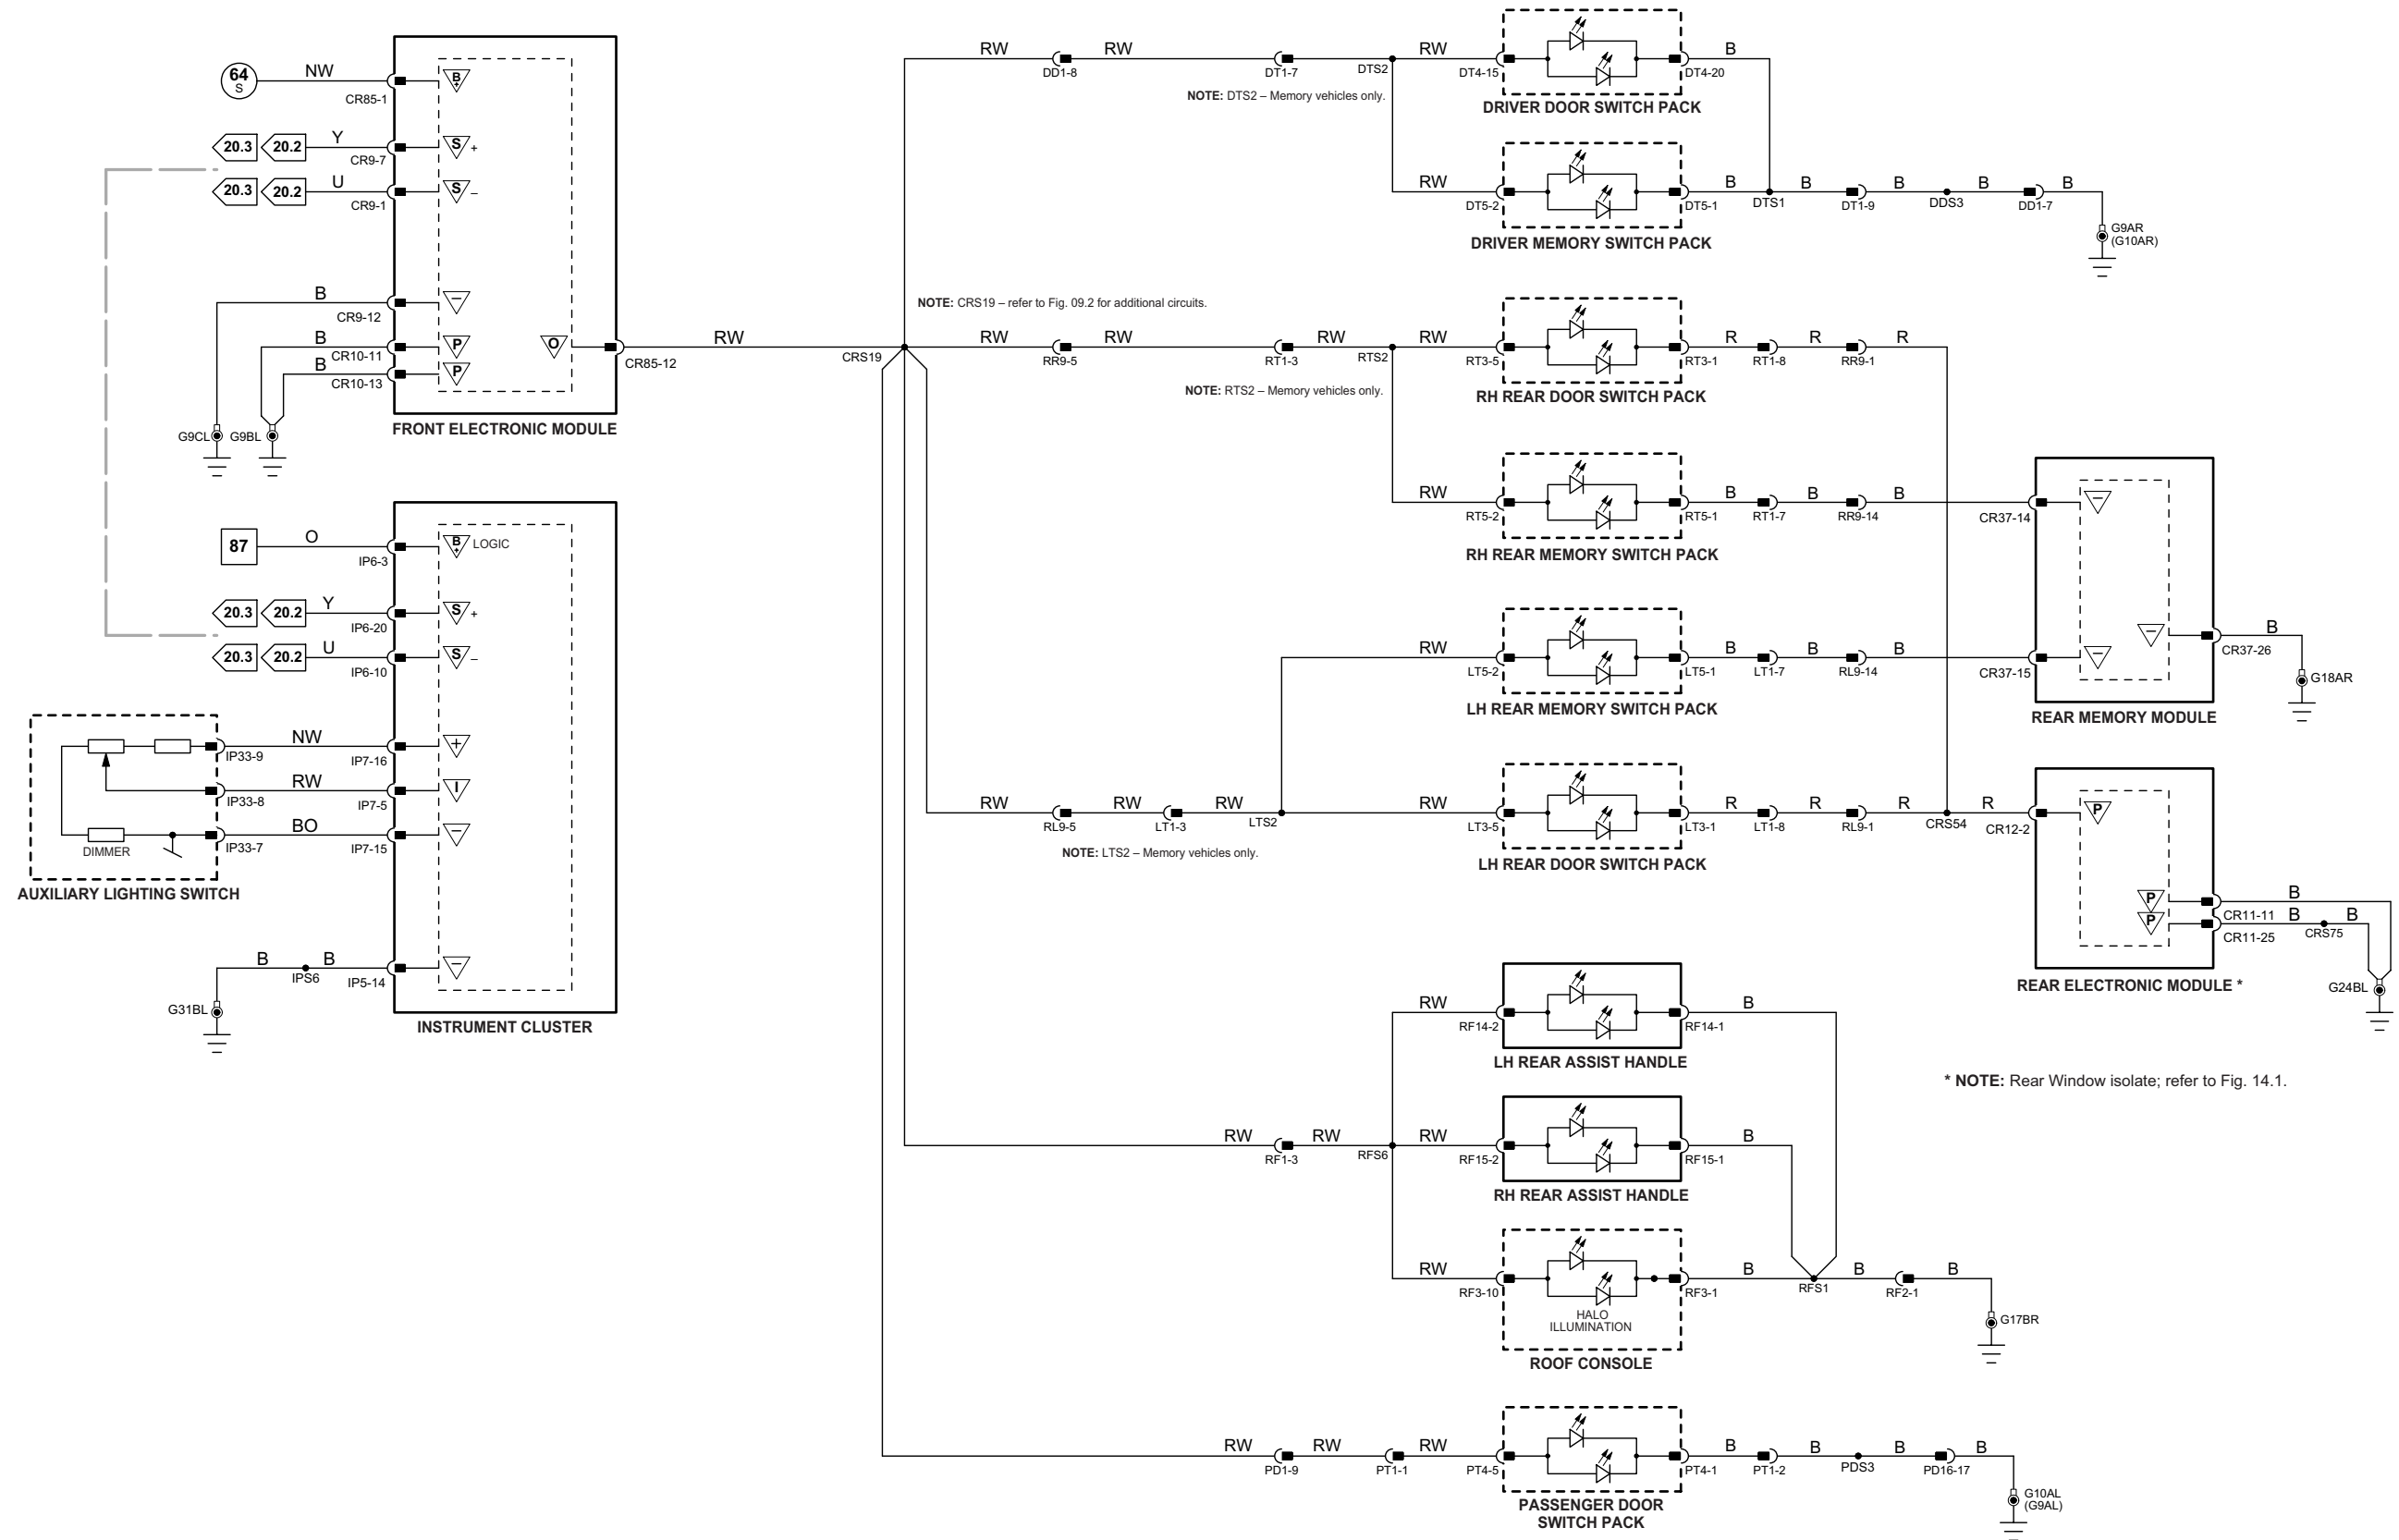 64
S
NW
CR85-1
B
+
20.3
20.2
Y
CR9-7
S
+
20.3
20.2
U
CR9-1
S
–
B
CR9-12
–
B
CR10-11
P
B
CR10-13
P
O
CR85-12
G9CL
G9BL
FRONT ELECTRONIC MODULE
87
O
IP6-3
B
+
LOGIC
20.3
20.2
Y
IP6-20
S
+
20.3
20.2
U
IP6-10
S
–
NW
IP33-9
IP7-16
+
RW
IP33-8
IP7-5
I
BO
IP33-7
IP7-15
–
DIMMER
AUXILIARY LIGHTING SWITCH
B
IPS6
B
IP5-14
–
G31BL
INSTRUMENT CLUSTER
RW
CRS19
NOTE: CRS19 – refer to Fig. 09.2 for additional circuits.
RW
DD1-8
RW
DT1-7
DTS2
RW
DT4-15
B
DT4-20
NOTE: DTS2 – Memory vehicles only.
DRIVER DOOR SWITCH PACK
RW
DT5-2
B
DT5-1
DTS1
B
DT1-9
B
DDS3
B
DD1-7
B
G9AR
(G10AR)
DRIVER MEMORY SWITCH PACK
RW
RR9-5
RW
RT1-3
RW
RTS2
RW
RT3-5
R
RT3-1
RT1-8
R
RR9-1
R
NOTE: RTS2 – Memory vehicles only.
RH REAR DOOR SWITCH PACK
RW
RT5-2
B
RT5-1
RT1-7
B
RR9-14
B
CR37-14
–
RH REAR MEMORY SWITCH PACK
RW
LT5-2
B
LT5-1
LT1-7
B
RL9-14
B
CR37-15
–
–
CR37-26
B
G18AR
LH REAR MEMORY SWITCH PACK
REAR MEMORY MODULE
RW
RL9-5
RW
LT1-3
RW
LTS2
RW
LT3-5
R
LT3-1
LT1-8
R
RL9-1
R
CRS54
R
CR12-2
P
NOTE: LTS2 – Memory vehicles only.
LH REAR DOOR SWITCH PACK
P
CR11-11
B
P
CR11-25
B
CRS75
B
G24BL
REAR ELECTRONIC MODULE *
RW
RF14-2
B
RF14-1
LH REAR ASSIST HANDLE
* NOTE: Rear Window isolate; refer to Fig. 14.1.
RW
RF1-3
RW
RFS6
RW
RF15-2
B
RF15-1
RH REAR ASSIST HANDLE
RW
RF3-10
B
RF3-1
RFS1
B
RF2-1
B
G17BR
HALO
ILLUMINATION
ROOF CONSOLE
RW
PD1-9
RW
PT1-1
RW
PT4-5
B
PT4-1
PT1-2
B
PDS3
B
PD16-17
B
G10AL
(G9AL)
PASSENGER DOOR
SWITCH PACK